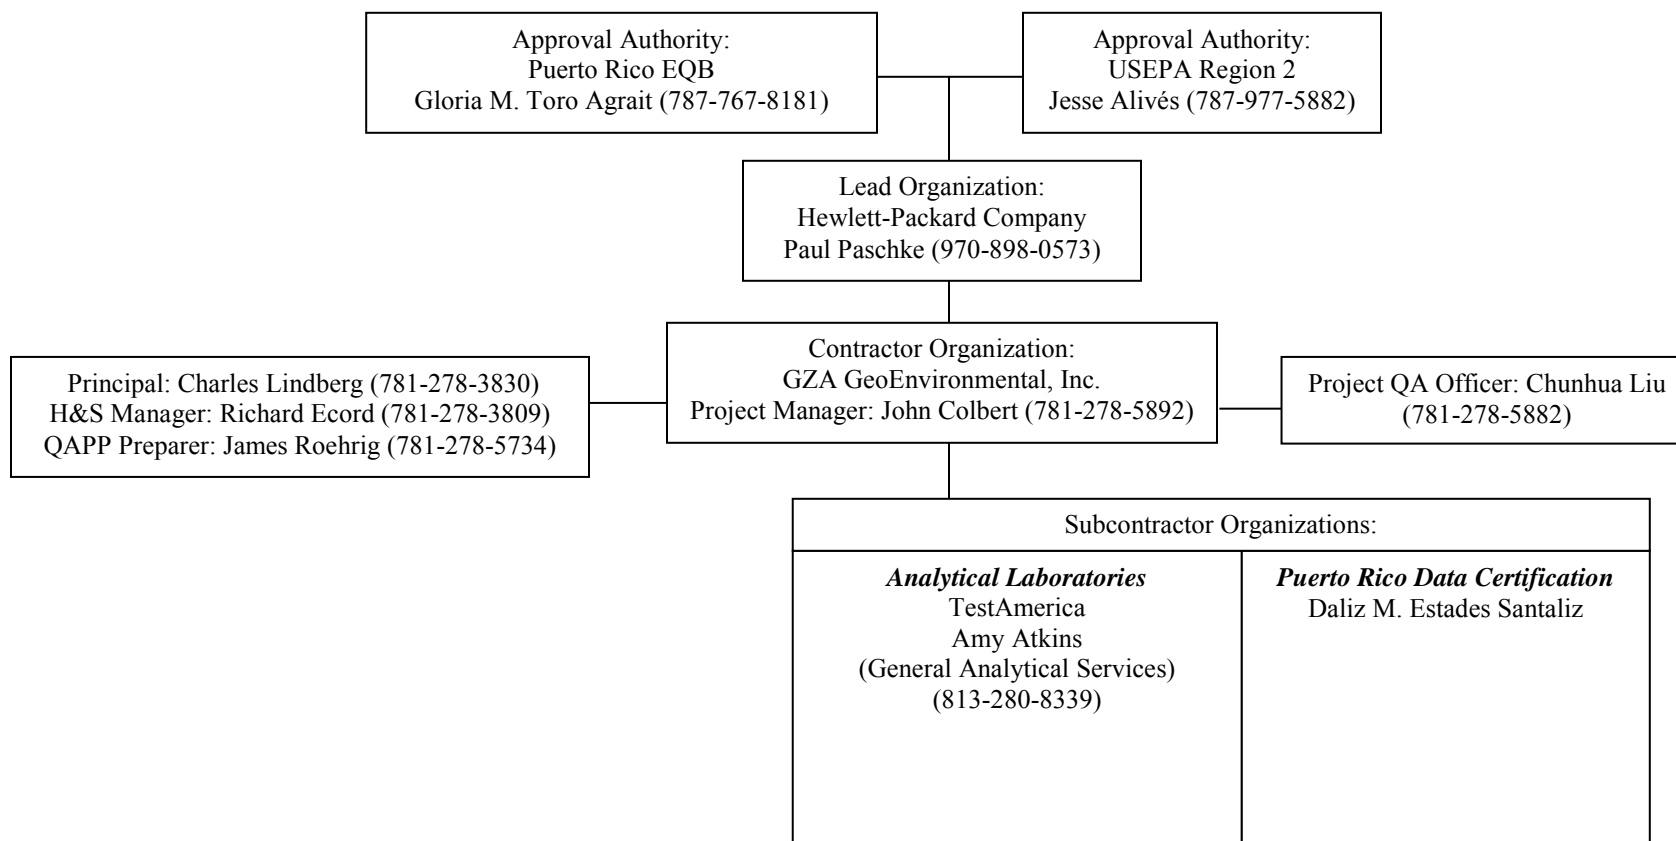 Approval Authority:
Puerto Rico EQB
Gloria M. Toro Agrait (787-767-8181)
Approval Authority:
USEPA Region 2
Jesse Alivés (787-977-5882)
Lead Organization:
Hewlett-Packard Company
Paul Paschke (970-898-0573)
Contractor Organization:
GZA GeoEnvironmental, Inc.
Project Manager: John Colbert (781-278-5892)
Principal: Charles Lindberg (781-278-3830)
H&S Manager: Richard Ecord (781-278-3809)
QAPP Preparer: James Roehrig (781-278-5734)
Project QA Officer: Chunhua Liu
(781-278-5882)
Subcontractor Organizations:
Analytical Laboratories
TestAmerica
Amy Atkins
(General Analytical Services)
(813-280-8339)
Puerto Rico Data Certification
Daliz M. Estades Santaliz